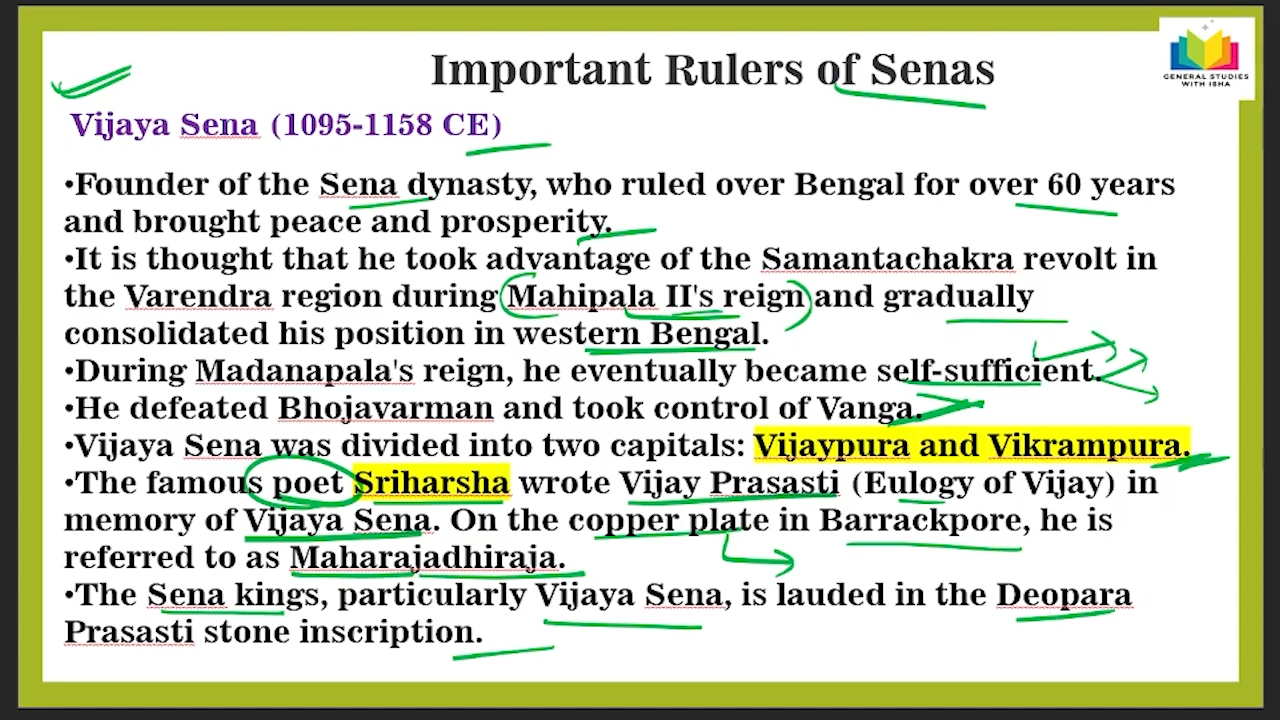 Important Rulers of Senas
GENERAL STUDIES
WITH ISHA
Vijaya Sena (1095-1158 CE)
•Founder of the Sena dynasty, who ruled over Bengal for over 60 years
and brought peace and prosperity.
•It is thought that he took advantage of the Samantachakra revolt in
the Varendra region during Mahipala II's reign and gradually
consolidated his position in western Bengal.
•During Madanapala's reign, he eventually became self-sufficient.
•He defeated Bhojavarman and took control of Vanga.
•Vijaya Sena was divided into two capitals: Vijaypura and Vikrampura.
•The famous poet Sriharsha wrote Vijay Prasasti (Eulogy of Vijay) in
memory of Vijaya Sena. On the copper plate in Barrackpore, he is
referred to as Maharajadhiraja.
•The Sena kings, particularly Vijaya Sena, is lauded in the Deopara
Prasasti stone inscription.